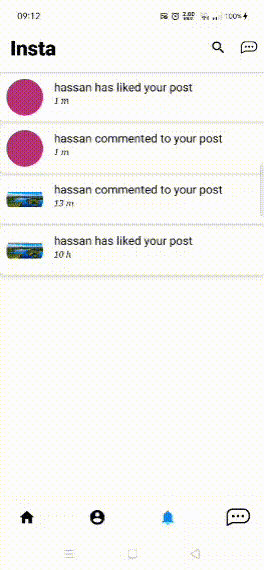 09:12
100%
Insta
hassan has liked your post
1 m
hassan commented to your post
1 m
hassan commented to your post
13 m
hassan has liked your post
10 h